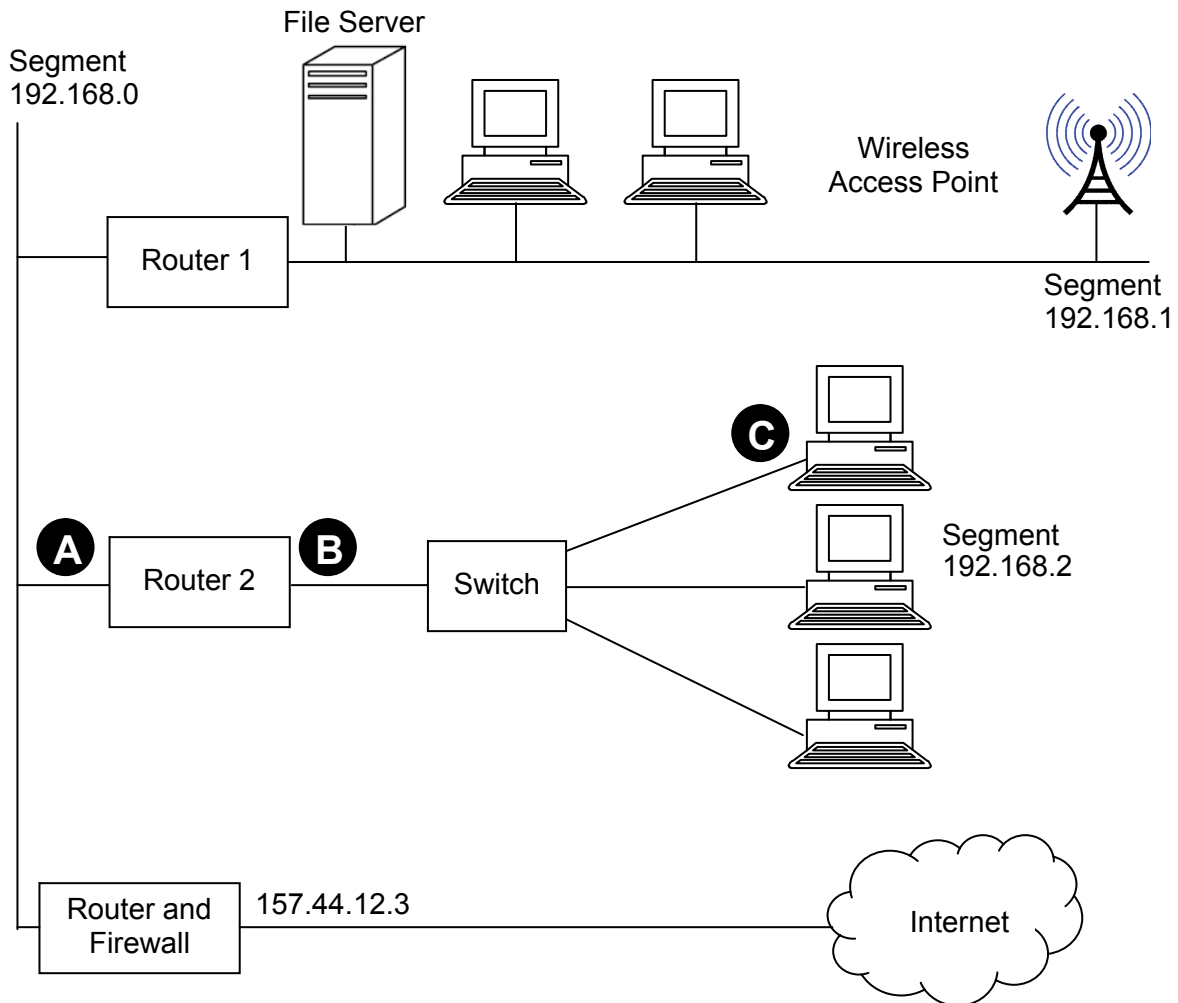 File Server
Segment
192.168.0
Wireless
Access Point
Router 1
Segment
192.168.1
C
A
B
Router 2
Switch
Segment
192.168.2
Router and
Firewall
157.44.12.3
Internet